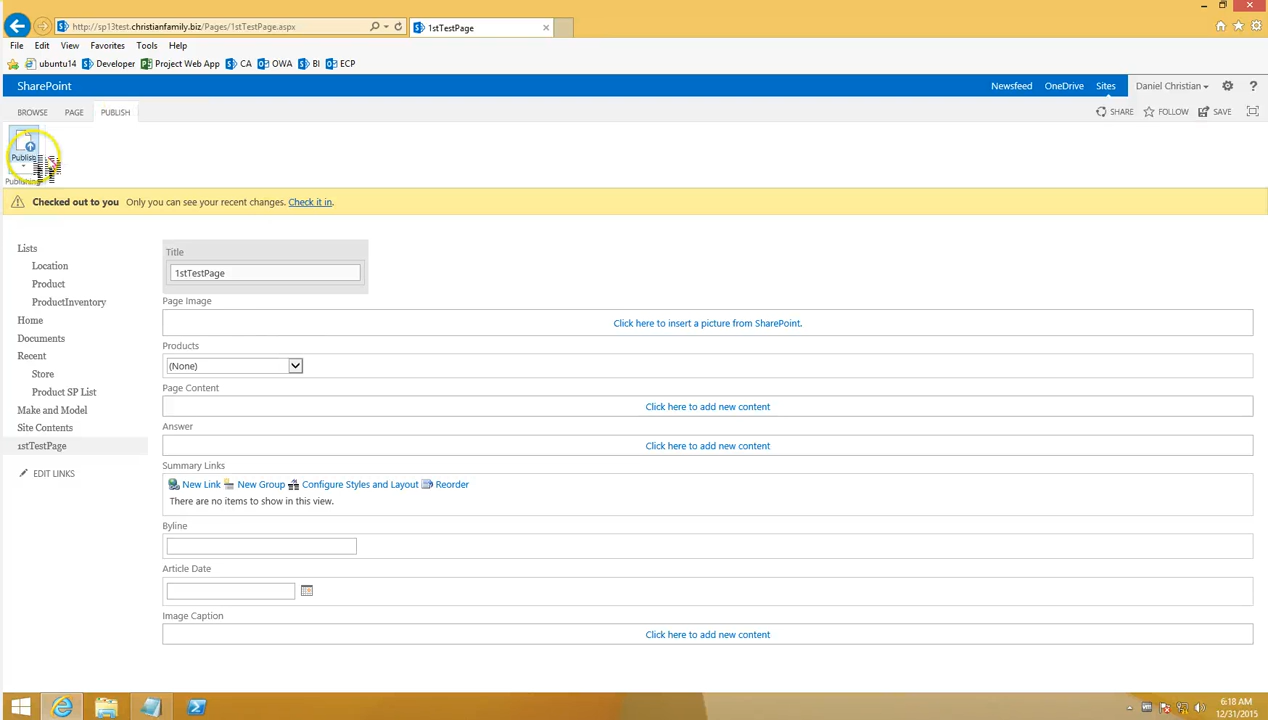 http://sp13test.christianfamily.biz/Pages/1stTestPage.aspx
1stTestPage
File Edit View Favorites Tools Help
ubuntu14 Developer Project Web App CA OWA BI ECP
SharePoint
Newsfeed OneDrive Sites Daniel Christian ?
BROWSE PAGE PUBLISH
SHARE FOLLOW SAVE
Publish
Publishing
Checked out to you Only you can see your recent changes. Check it in.
Lists
Location
Product
ProductInventory
Home
Documents
Recent
Store
Product SP List
Make and Model
Site Contents
1stTestPage
EDIT LINKS
Title
1stTestPage
Page Image
Click here to insert a picture from SharePoint.
Products
(None)
Page Content
Click here to add new content
Answer
Click here to add new content
Summary Links
New Link New Group Configure Styles and Layout Reorder
There are no items to show in this view.
Byline
Article Date
Image Caption
Click here to add new content
6:18 AM
12/31/2015